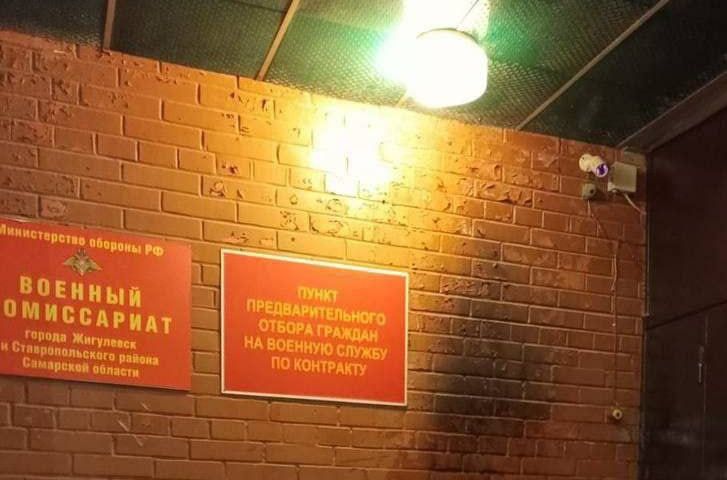 Министерство обороны РФ
ВОЕННЫЙ
ОМИССАРИАТ
города Жигулевск
и Ставропольского района
Самарской области
ПУНКТ
ПРЕДВАРИТЕЛЬНОГО
ОТБОРА ГРАЖДАН
НА ВОЕННУЮ СЛУЖБУ
ПО КОНТРАКТУ